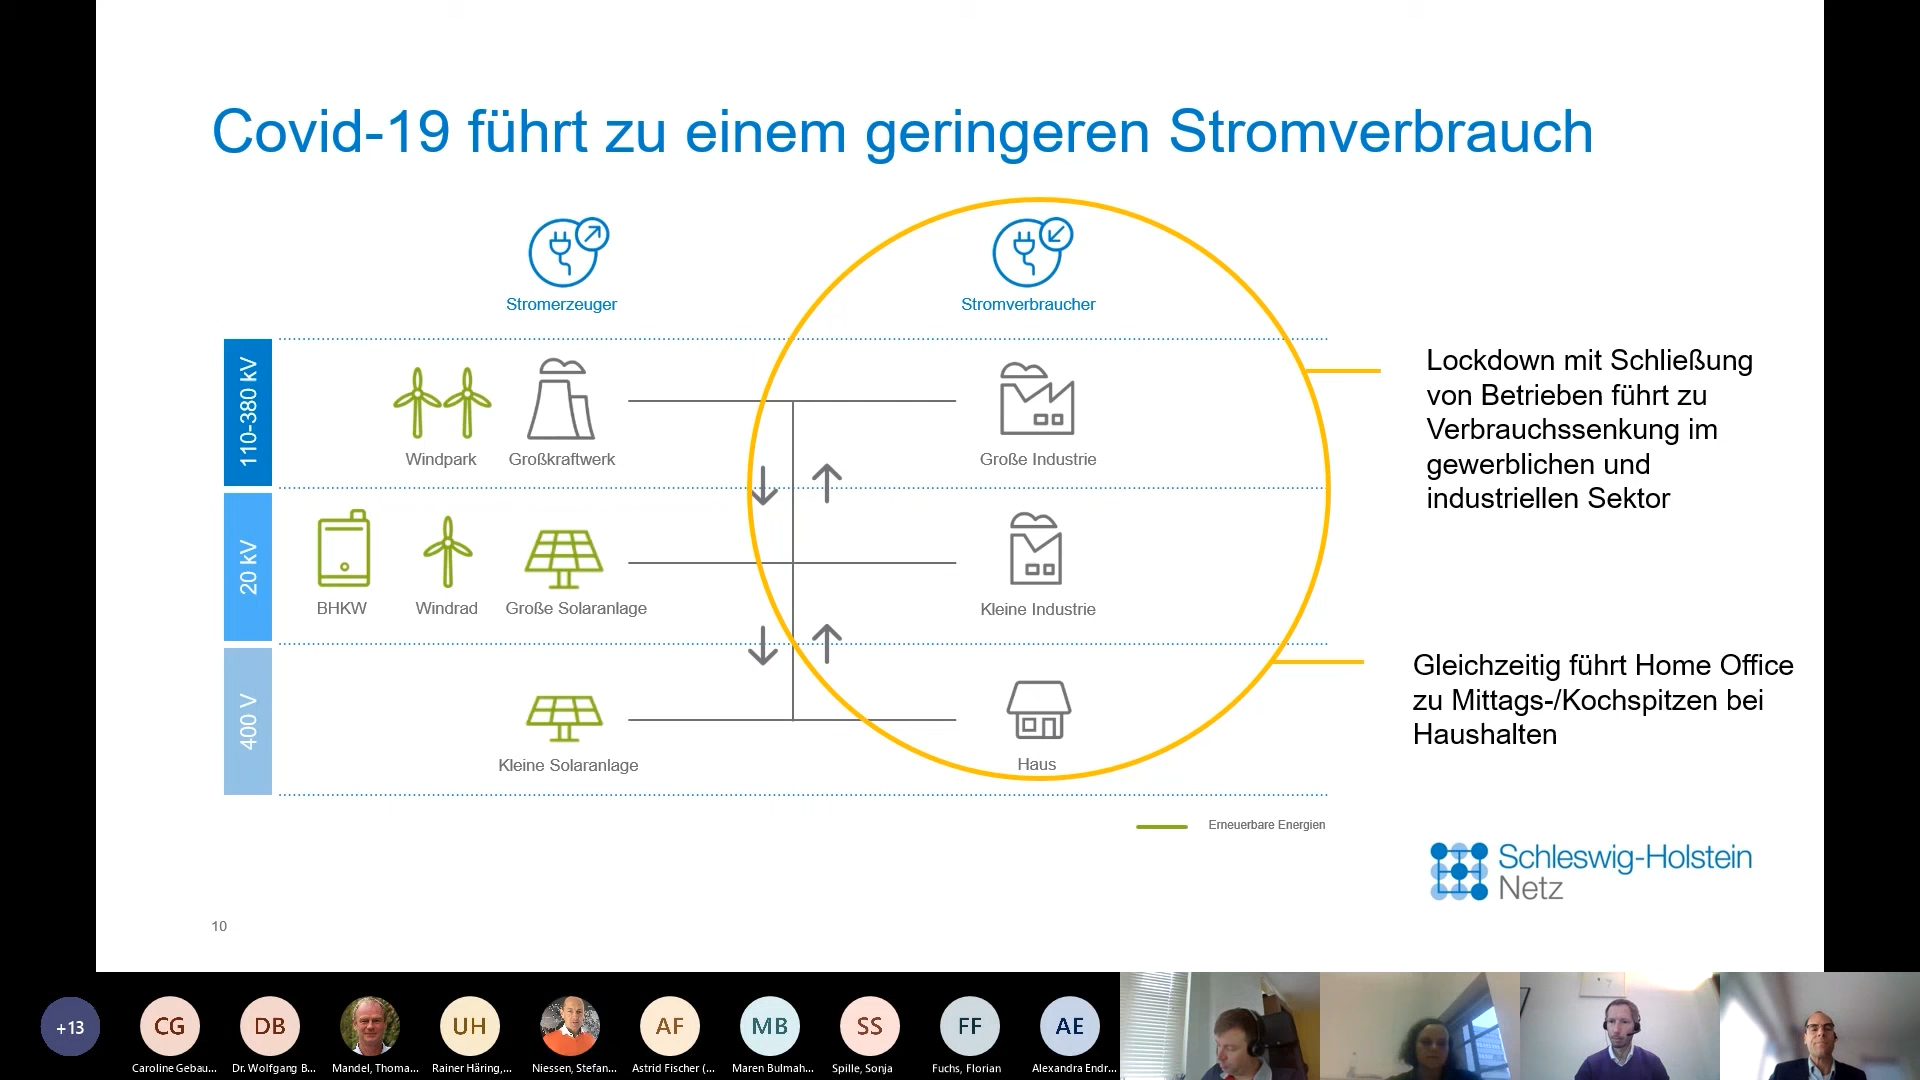 Covid-19 führt zu einem geringeren Stromverbrauch
Stromerzeuger
Stromverbraucher
110-380 kV
Windpark
Großkraftwerk
Große Industrie
Lockdown mit Schließung
von Betrieben führt zu
Verbrauchssenkung im
gewerblichen und
industriellen Sektor
20 kV
BHKW
Windrad
Große Solaranlage
Kleine Industrie
400 V
Kleine Solaranlage
Haus
Gleichzeitig führt Home Office
zu Mittags-/Kochspitzen bei
Haushalten
Erneuerbare Energien
Schleswig-Holstein
Netz
10
+13
CG
DB
UH
AF
MB
SS
FF
AE
Caroline Gebau...
Dr. Wolfgang B...
Mandel, Thoma...
Rainer Häring,...
Niessen, Stefan...
Astrid Fischer (...
Maren Bulmah...
Spille, Sonja
Fuchs, Florian
Alexandra Endr...